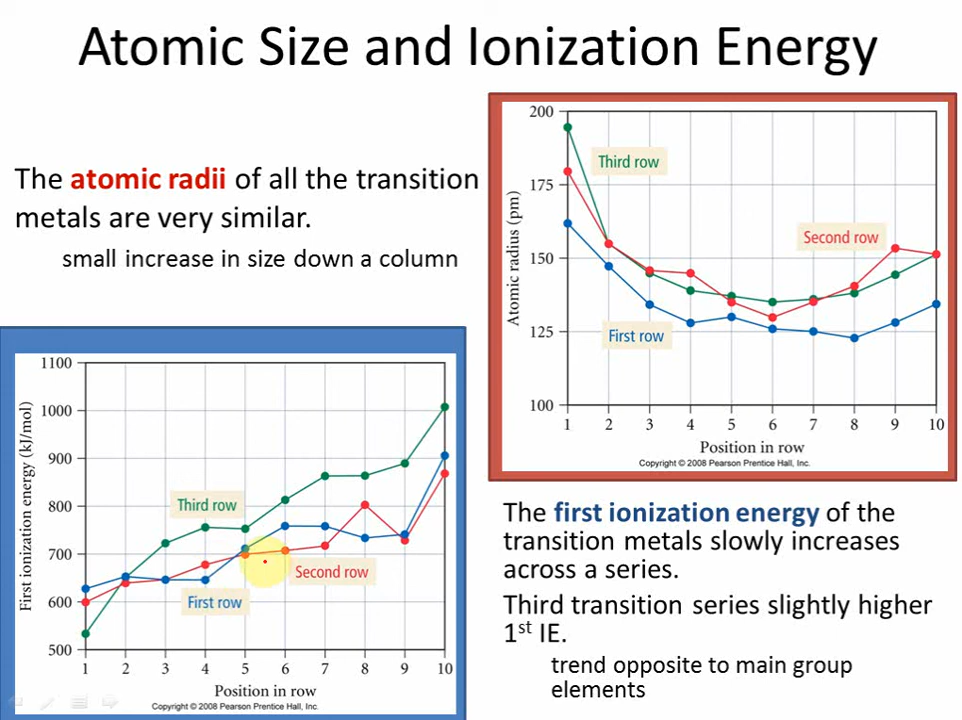 Atomic Size and Ionization Energy
The atomic radii of all the transition
metals are very similar.
small increase in size down a column
200
175
150
125
100
Atomic radius (pm)
Third row
Second row
First row
1 2 3 4 5 6 7 8 9 10
Position in row
Copyright © 2008 Pearson Prentice Hall, Inc.
1100
1000
900
800
700
600
500
First ionization energy (kJ/mol)
Third row
Second row
First row
1 2 3 4 5 6 7 8 9 10
Position in row
Copyright © 2008 Pearson Prentice Hall, Inc.
The first ionization energy of the
transition metals slowly increases
across a series.
Third transition series slightly higher
1st IE.
trend opposite to main group
elements